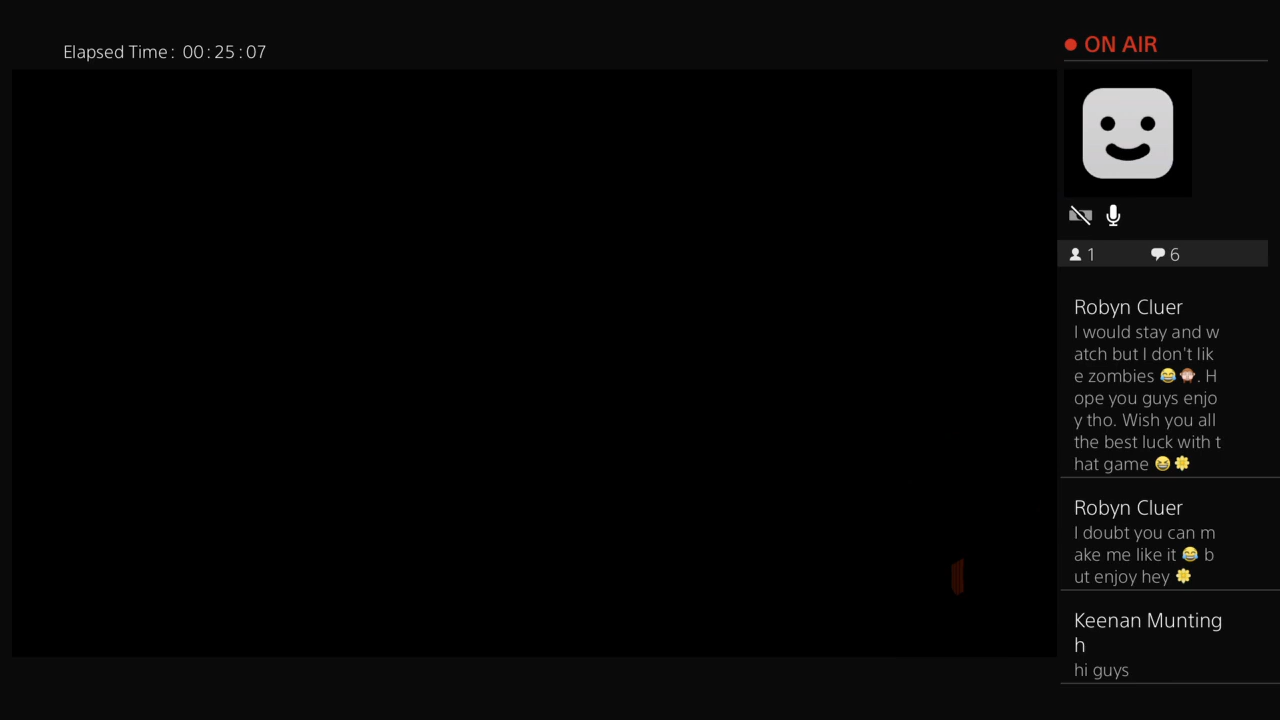 Elapsed Time: 00:25:07
ON AIR
1
6
Robyn Cluer
I would stay and w
atch but I don't lik
e zombies 😂🙊. H
ope you guys enjo
y tho. Wish you all
the best luck with t
hat game 😆🌼
Robyn Cluer
I doubt you can m
ake me like it 😂 b
ut enjoy hey 🌼
Keenan Munting
h
hi guys